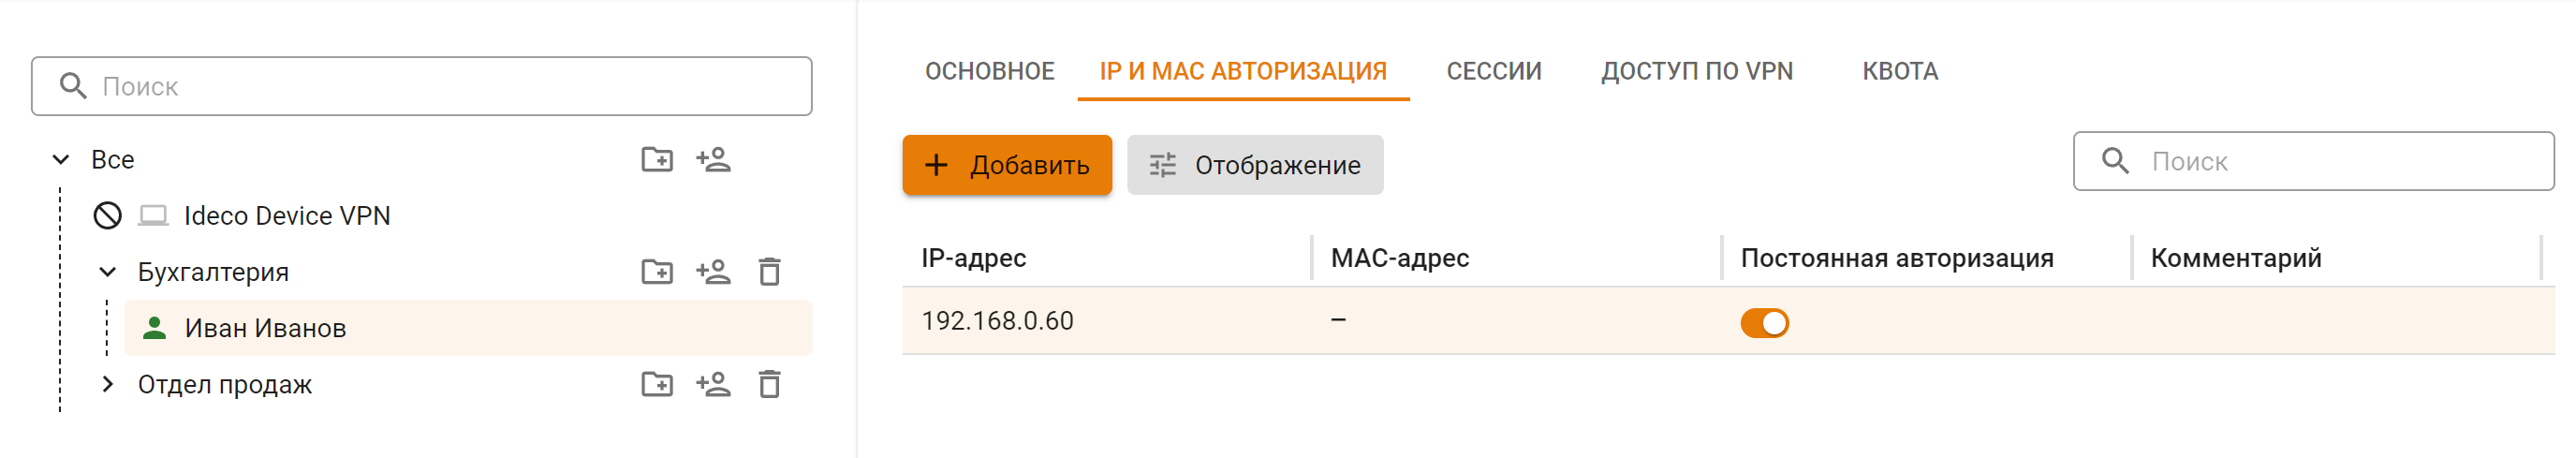 Поиск
Все
Ideco Device VPN
Бухгалтерия
Иван Иванов
Отдел продаж
ОСНОВНОЕ IP И MAC АВТОРИЗАЦИЯ СЕССИИ ДОСТУП ПО VPN КВОТА
Добавить Отображение Поиск
IP-адрес MAC-адрес Постоянная авторизация Комментарий
192.168.0.60 –